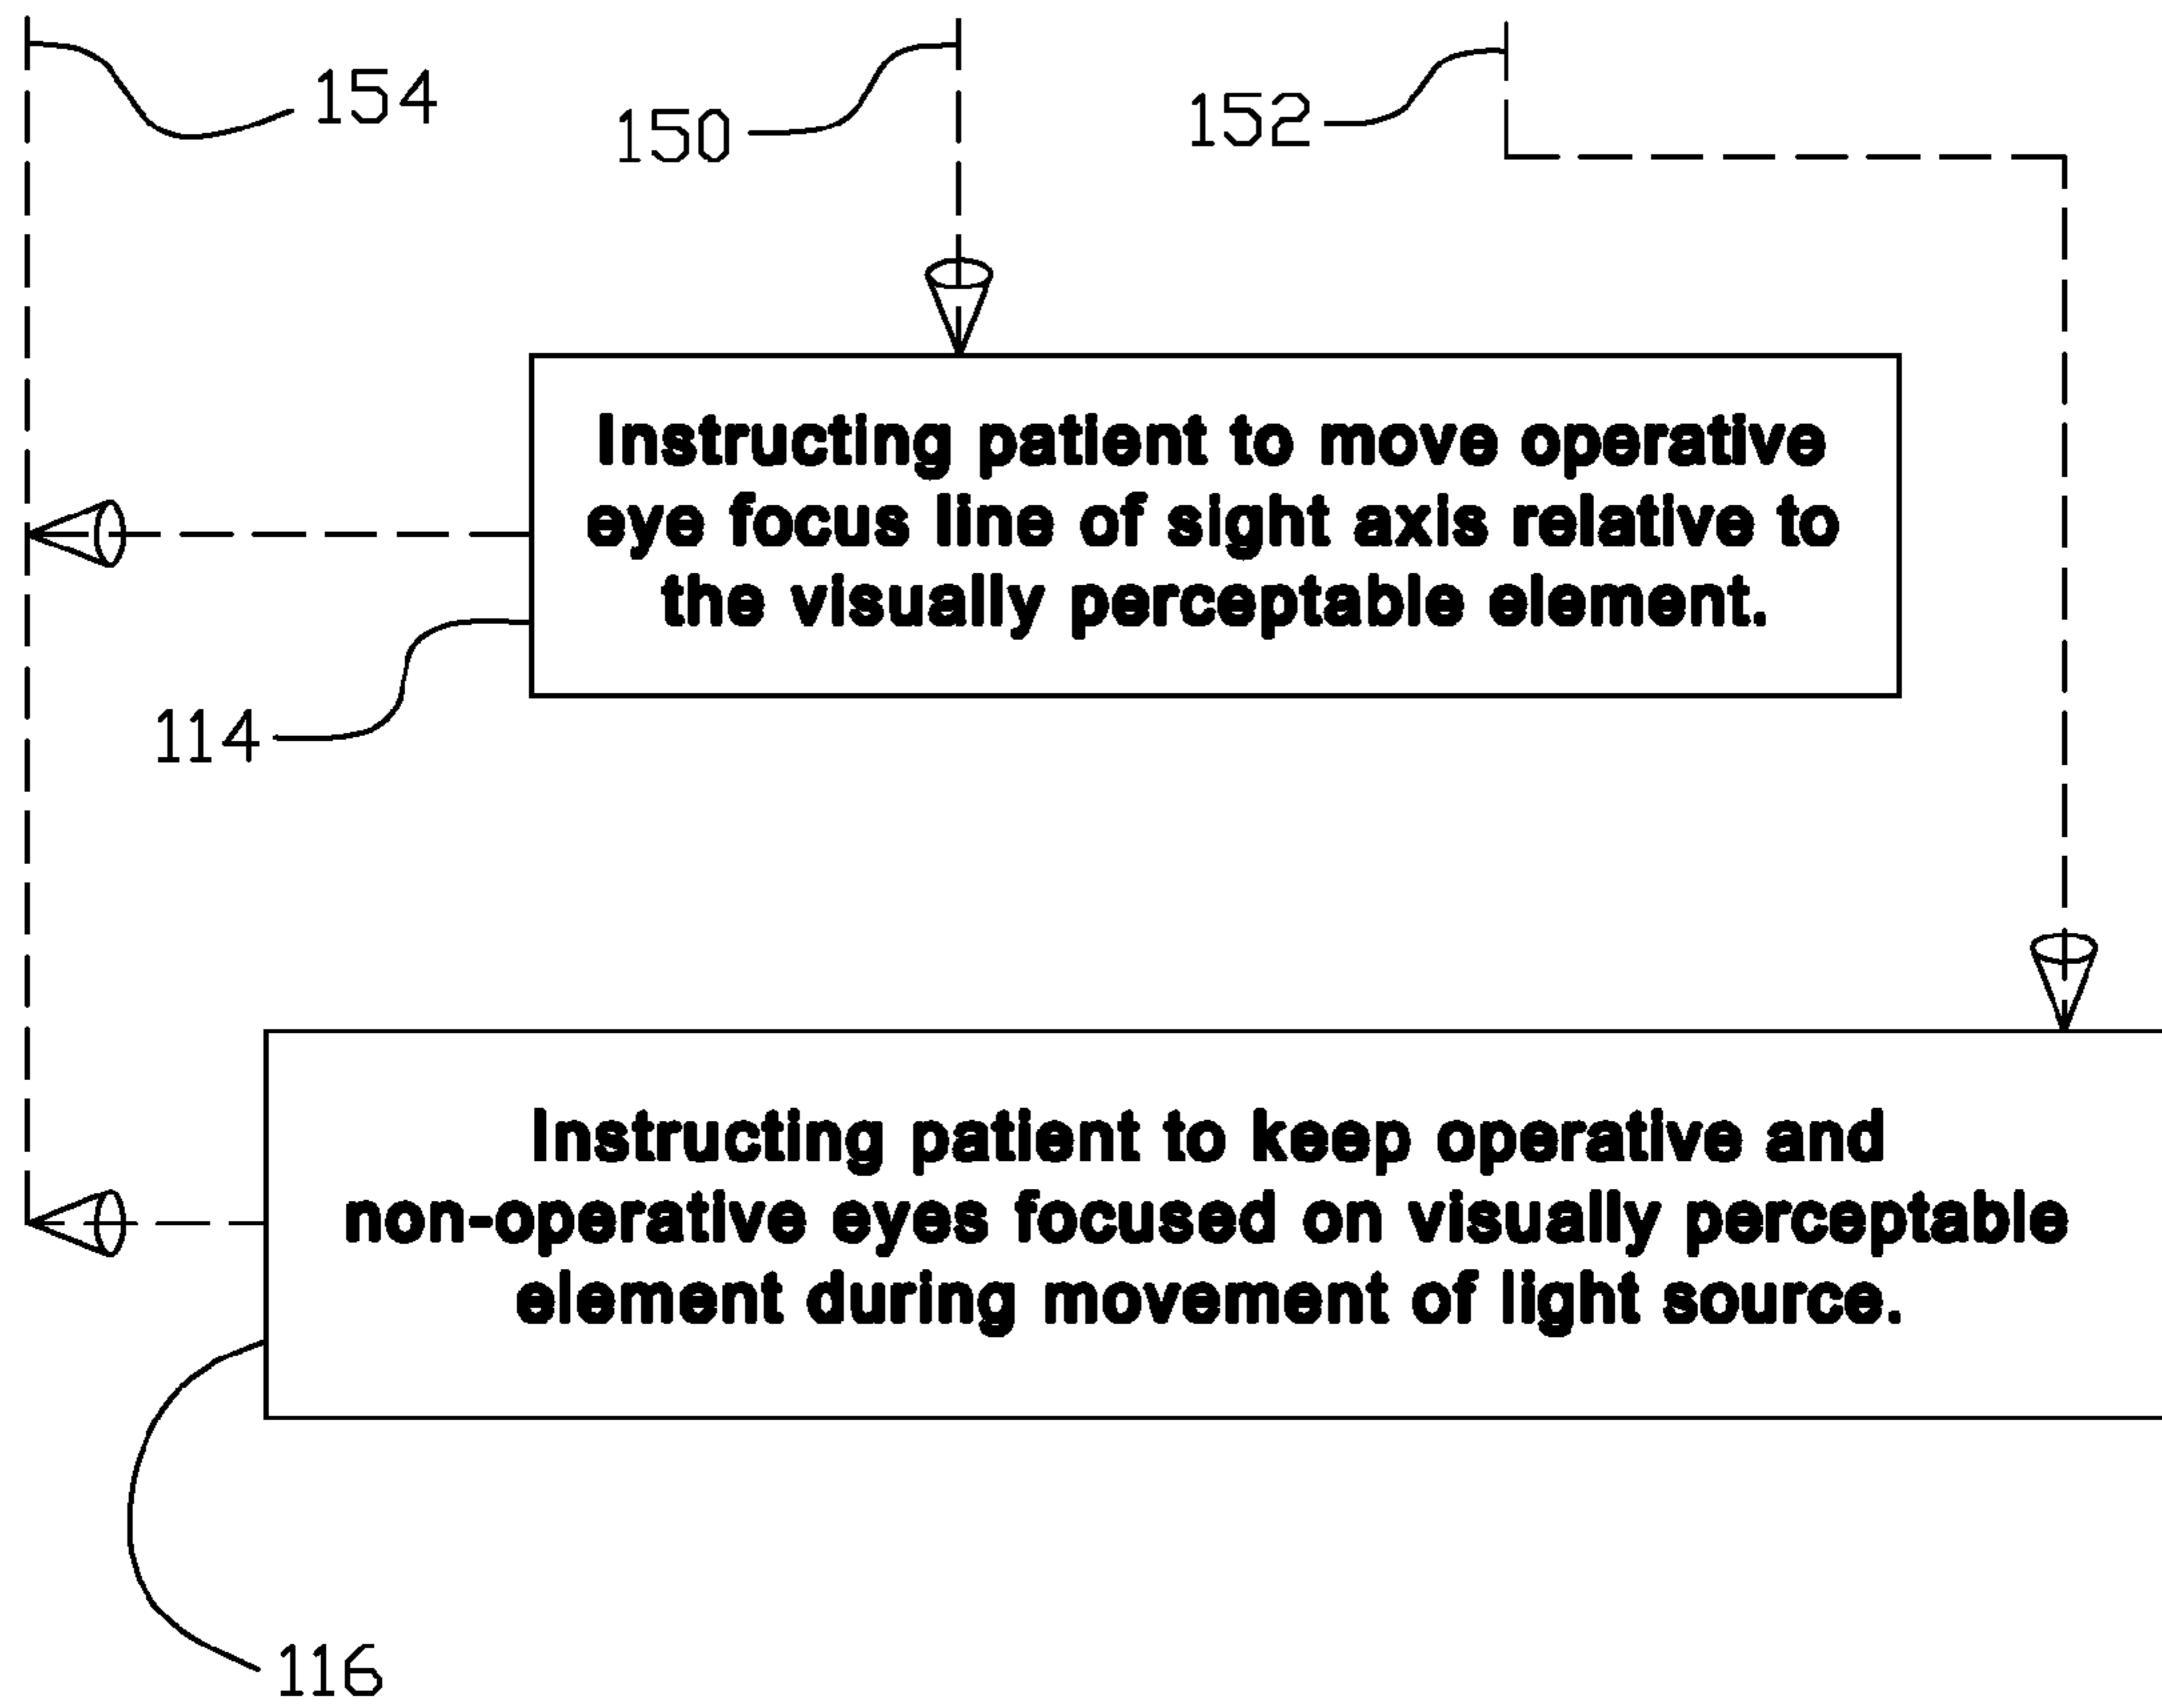 154
150
152
Instructing patient to move operative
eye focus line of sight axis relative to
the visually perceptable element.
114
Instructing patient to keep operative and
non-operative eyes focused on visually perceptable
element during movement of light source.
116